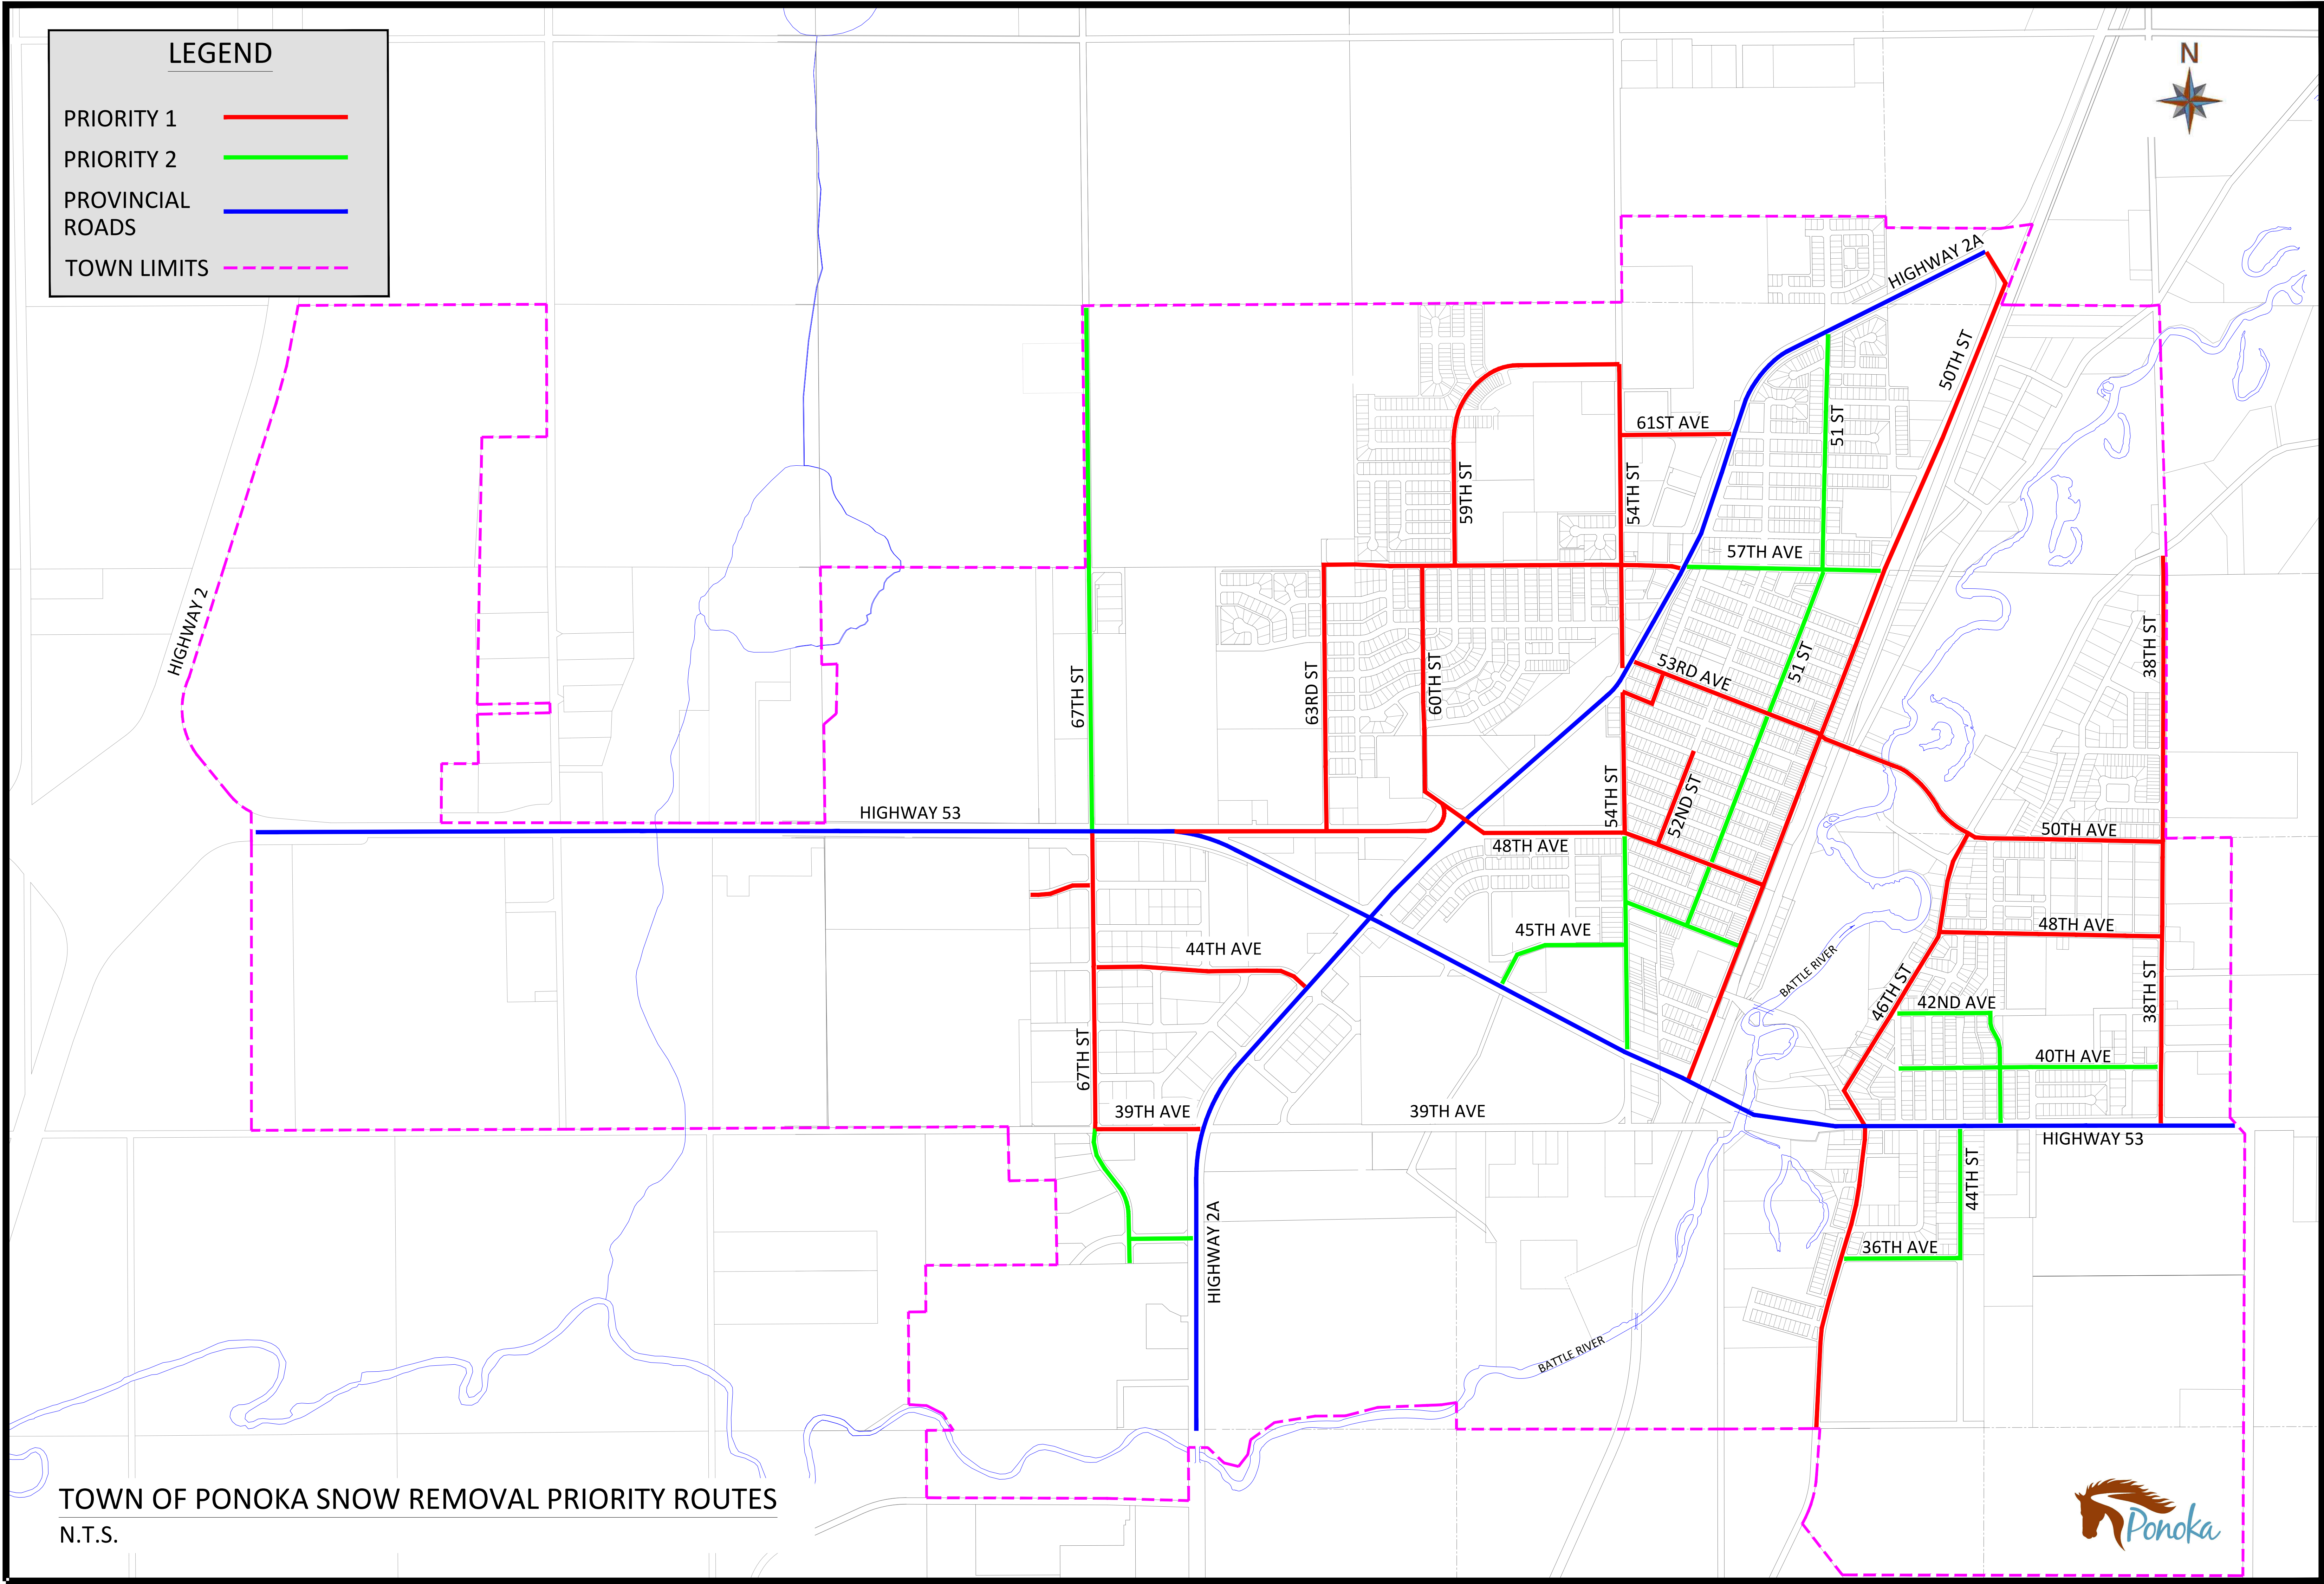 LEGEND
PRIORITY 1
PRIORITY 2
PROVINCIAL
ROADS
TOWN LIMITS
N
HIGHWAY 2A
50TH ST
51 ST
61ST AVE
59TH ST
54TH ST
57TH AVE
HIGHWAY 2
67TH ST
63RD ST
60TH ST
53RD AVE
51 ST
38TH ST
HIGHWAY 53
54TH ST
52ND ST
48TH AVE
50TH AVE
45TH AVE
44TH AVE
48TH AVE
BATTLE RIVER
46TH ST
42ND AVE
38TH ST
40TH AVE
67TH ST
39TH AVE
39TH AVE
HIGHWAY 53
44TH ST
36TH AVE
HIGHWAY 2A
BATTLE RIVER
TOWN OF PONOKA SNOW REMOVAL PRIORITY ROUTES
N.T.S.
Ponoka